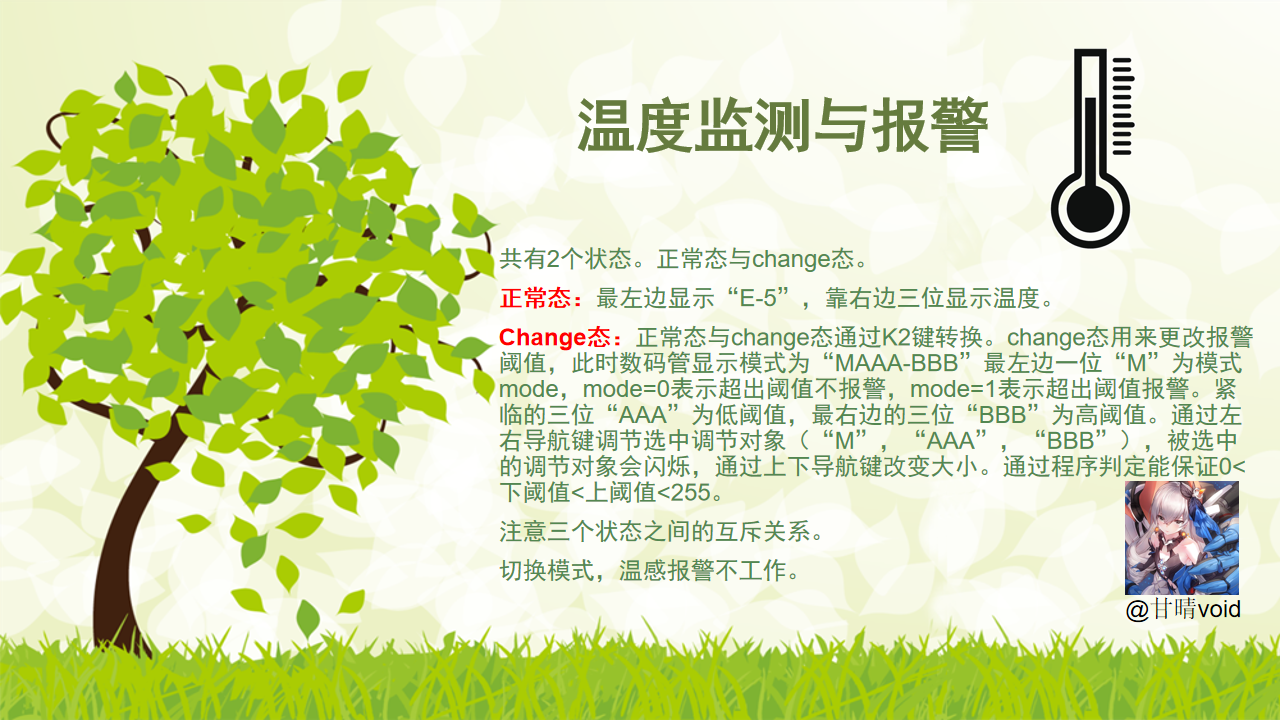 温度监测与报警
共有2个状态。正常态与change态。
正常态：最左边显示“E-5”，靠右边三位显示温度。
Change态：正常态与change态通过K2键转换。change态用来更改报警
阈值，此时数码管显示模式为“MAAA-BBB”最左边一位“M”为模式
mode，mode=0表示超出阈值不报警，mode=1表示超出阈值报警。紧
临的三位“AAA”为低阈值，最右边的三位“BBB”为高阈值。通过左
右导航键调节选中调节对象（“M”，“AAA”，“BBB”），被选中
的调节对象会闪烁，通过上下导航键改变大小。通过程序判定能保证0<
下阈值<上阈值<255。
注意三个状态之间的互斥关系。
切换模式，温感报警不工作。
@甘晴void